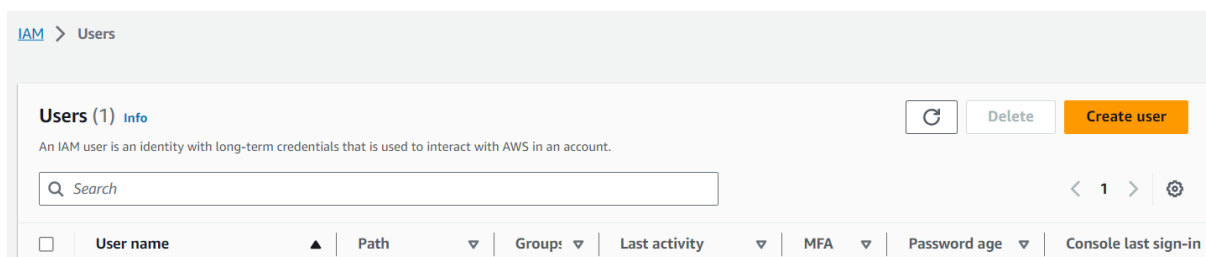 IAM > Users
Users (1) Info
Delete
Create user
An IAM user is an identity with long-term credentials that is used to interact with AWS in an account.
Search
1
User name
Path
Groups
Last activity
MFA
Password age
Console last sign-in